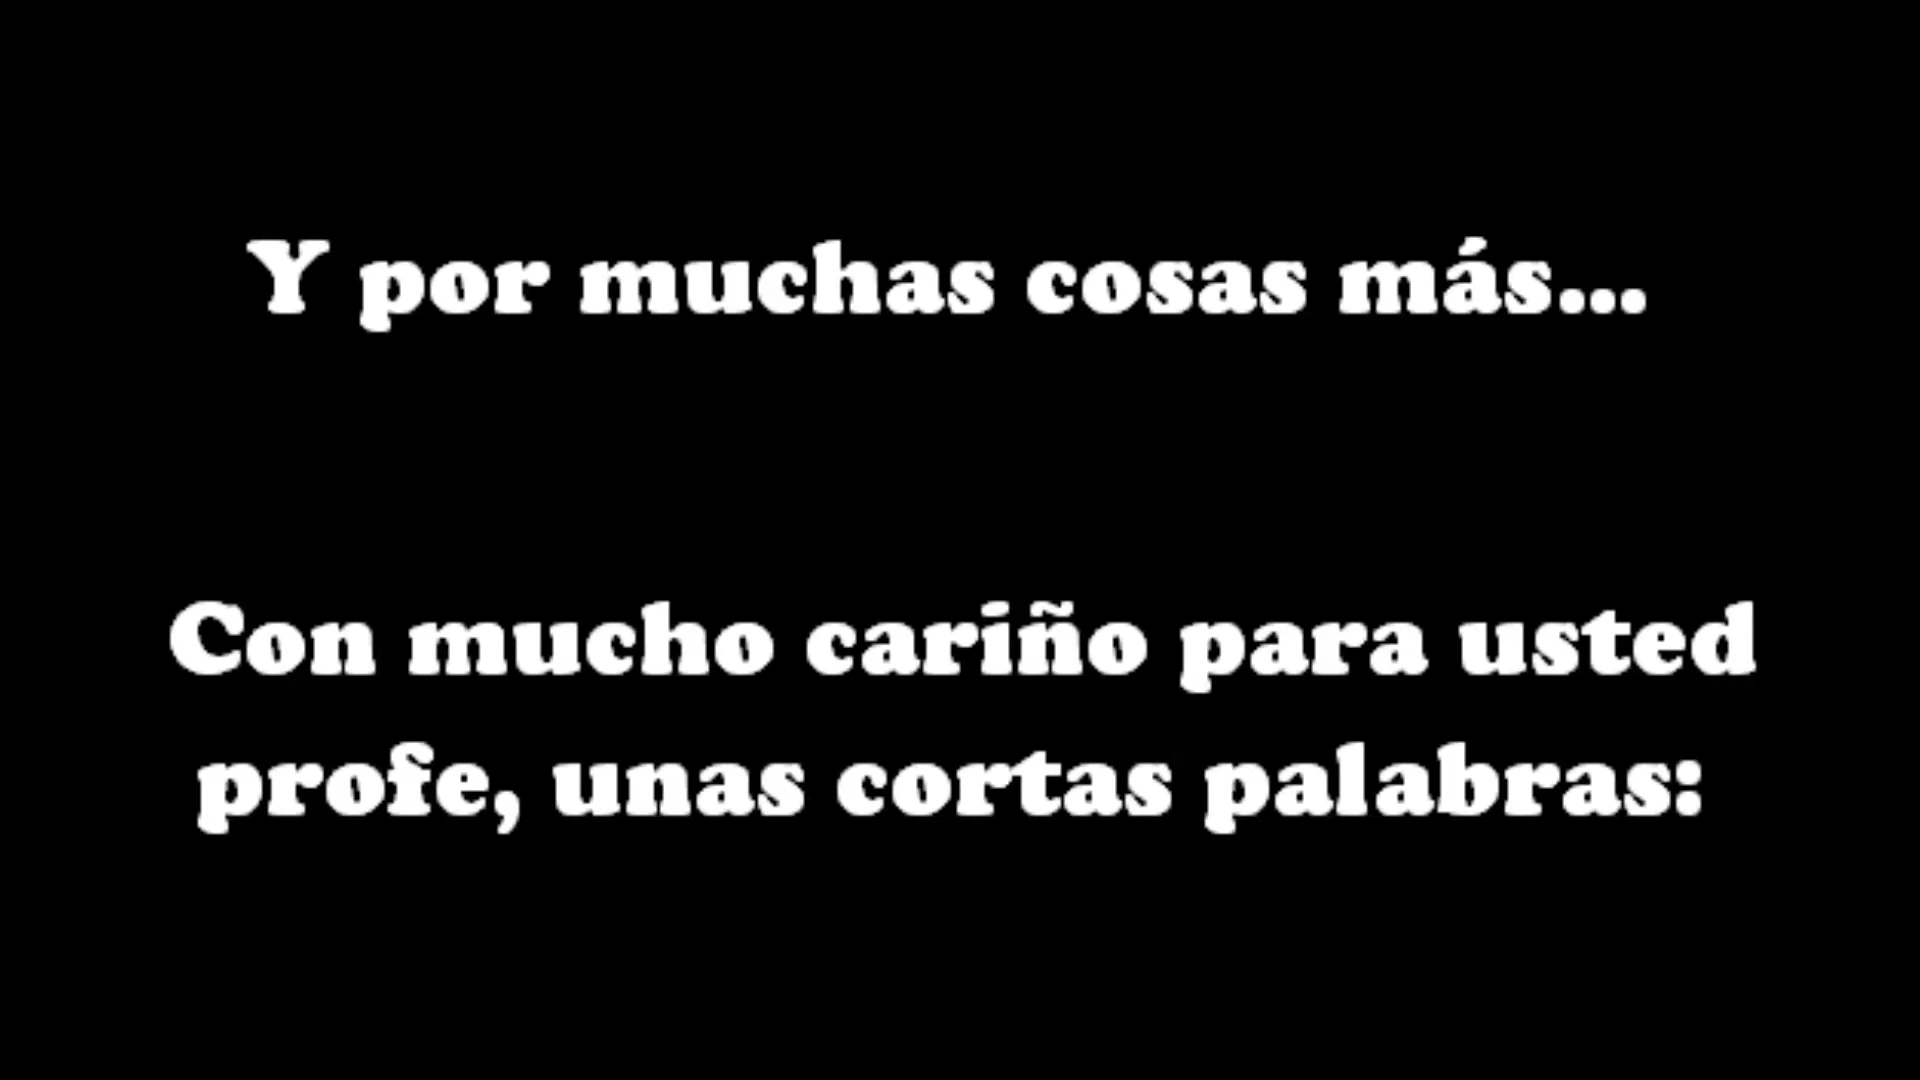 Y por muchas cosas más...
Con mucho cariño para usted
profe, unas cortas palabras: